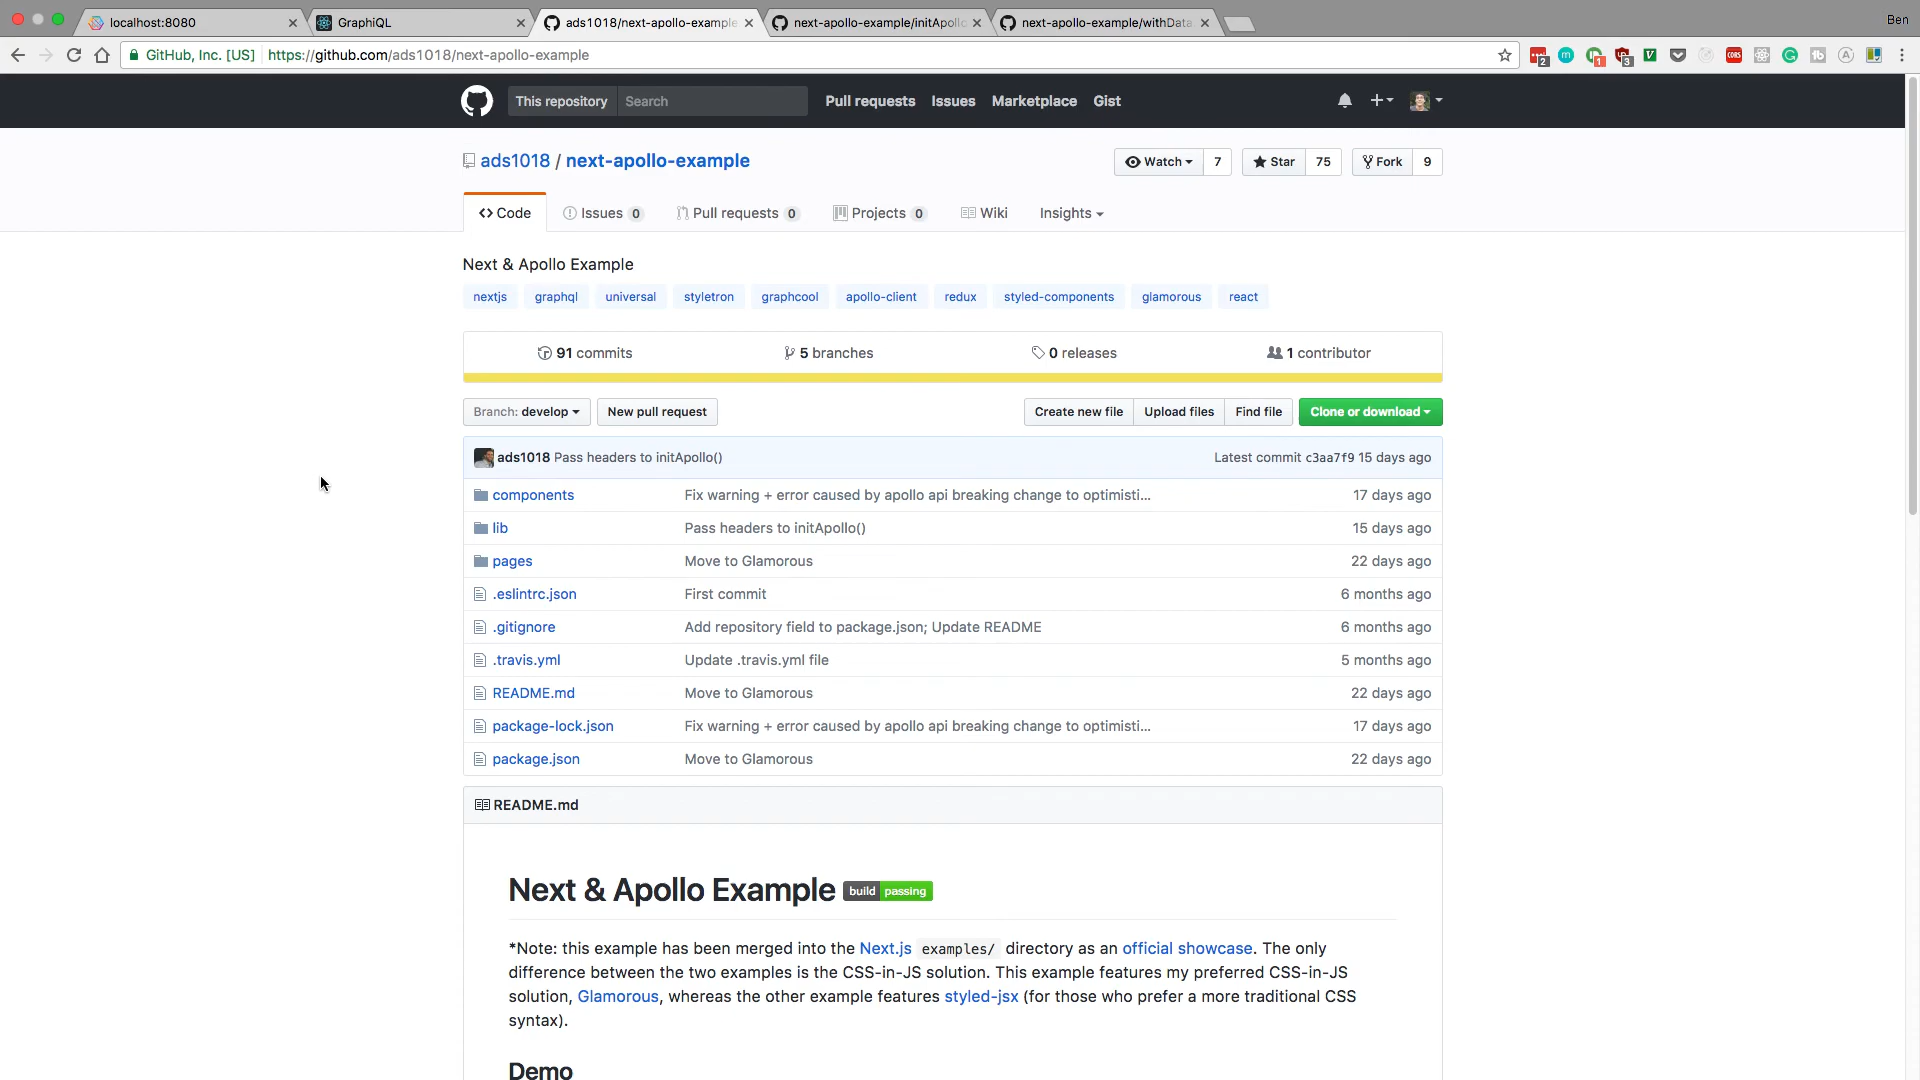 localhost:8080
GraphiQL
ads1018/next-apollo-example
next-apollo-example/initApollo
next-apollo-example/withData
Ben
GitHub, Inc. [US] https://github.com/ads1018/next-apollo-example
2
1
3
This repository Search Pull requests Issues Marketplace Gist
ads1018 / next-apollo-example
Watch 7 Star 75 Fork 9
Code Issues 0 Pull requests 0 Projects 0 Wiki Insights
Next & Apollo Example
nextjs graphql universal styletron graphcool apollo-client redux styled-components glamorous react
91 commits 5 branches 0 releases 1 contributor
Branch: develop New pull request Create new file Upload files Find file Clone or download
ads1018 Pass headers to initApollo() Latest commit c3aa7f9 15 days ago
components Fix warning + error caused by apollo api breaking change to optimisti... 17 days ago
lib Pass headers to initApollo() 15 days ago
pages Move to Glamorous 22 days ago
.eslintrc.json First commit 6 months ago
.gitignore Add repository field to package.json; Update README 6 months ago
.travis.yml Update .travis.yml file 5 months ago
README.md Move to Glamorous 22 days ago
package-lock.json Fix warning + error caused by apollo api breaking change to optimisti... 17 days ago
package.json Move to Glamorous 22 days ago
README.md
Next & Apollo Example build passing
*Note: this example has been merged into the Next.js examples/ directory as an official showcase. The only
difference between the two examples is the CSS-in-JS solution. This example features my preferred CSS-in-JS
solution, Glamorous, whereas the other example features styled-jsx (for those who prefer a more traditional CSS
syntax).
Demo